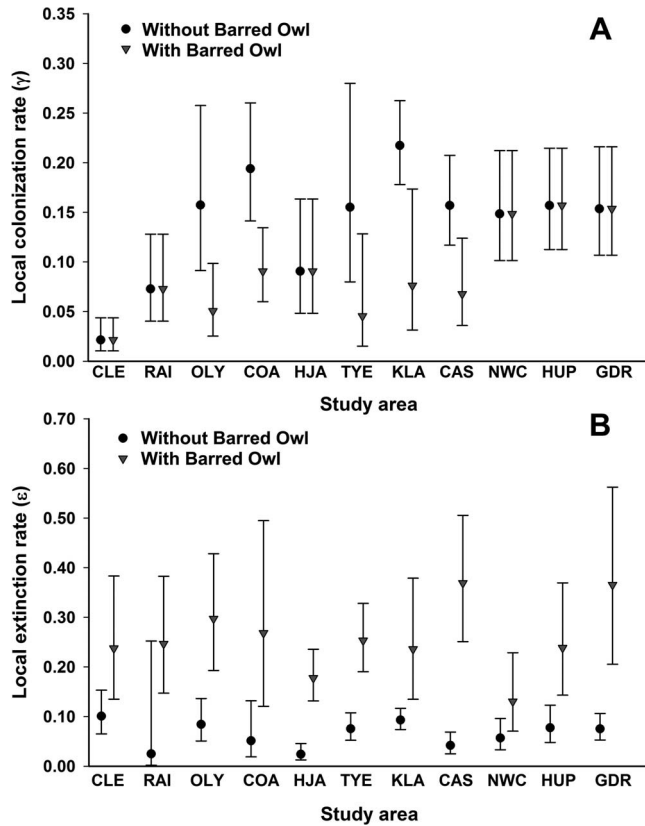 A
Without Barred Owl
With Barred Owl
Local colonization rate (γ)
0.35
0.30
0.25
0.20
0.15
0.10
0.05
0.00
CLE RAI OLY COA HJA TYE KLA CAS NWC HUP GDR
Study area
B
Without Barred Owl
With Barred Owl
Local extinction rate (ε)
0.70
0.60
0.50
0.40
0.30
0.20
0.10
0.00
CLE RAI OLY COA HJA TYE KLA CAS NWC HUP GDR
Study area